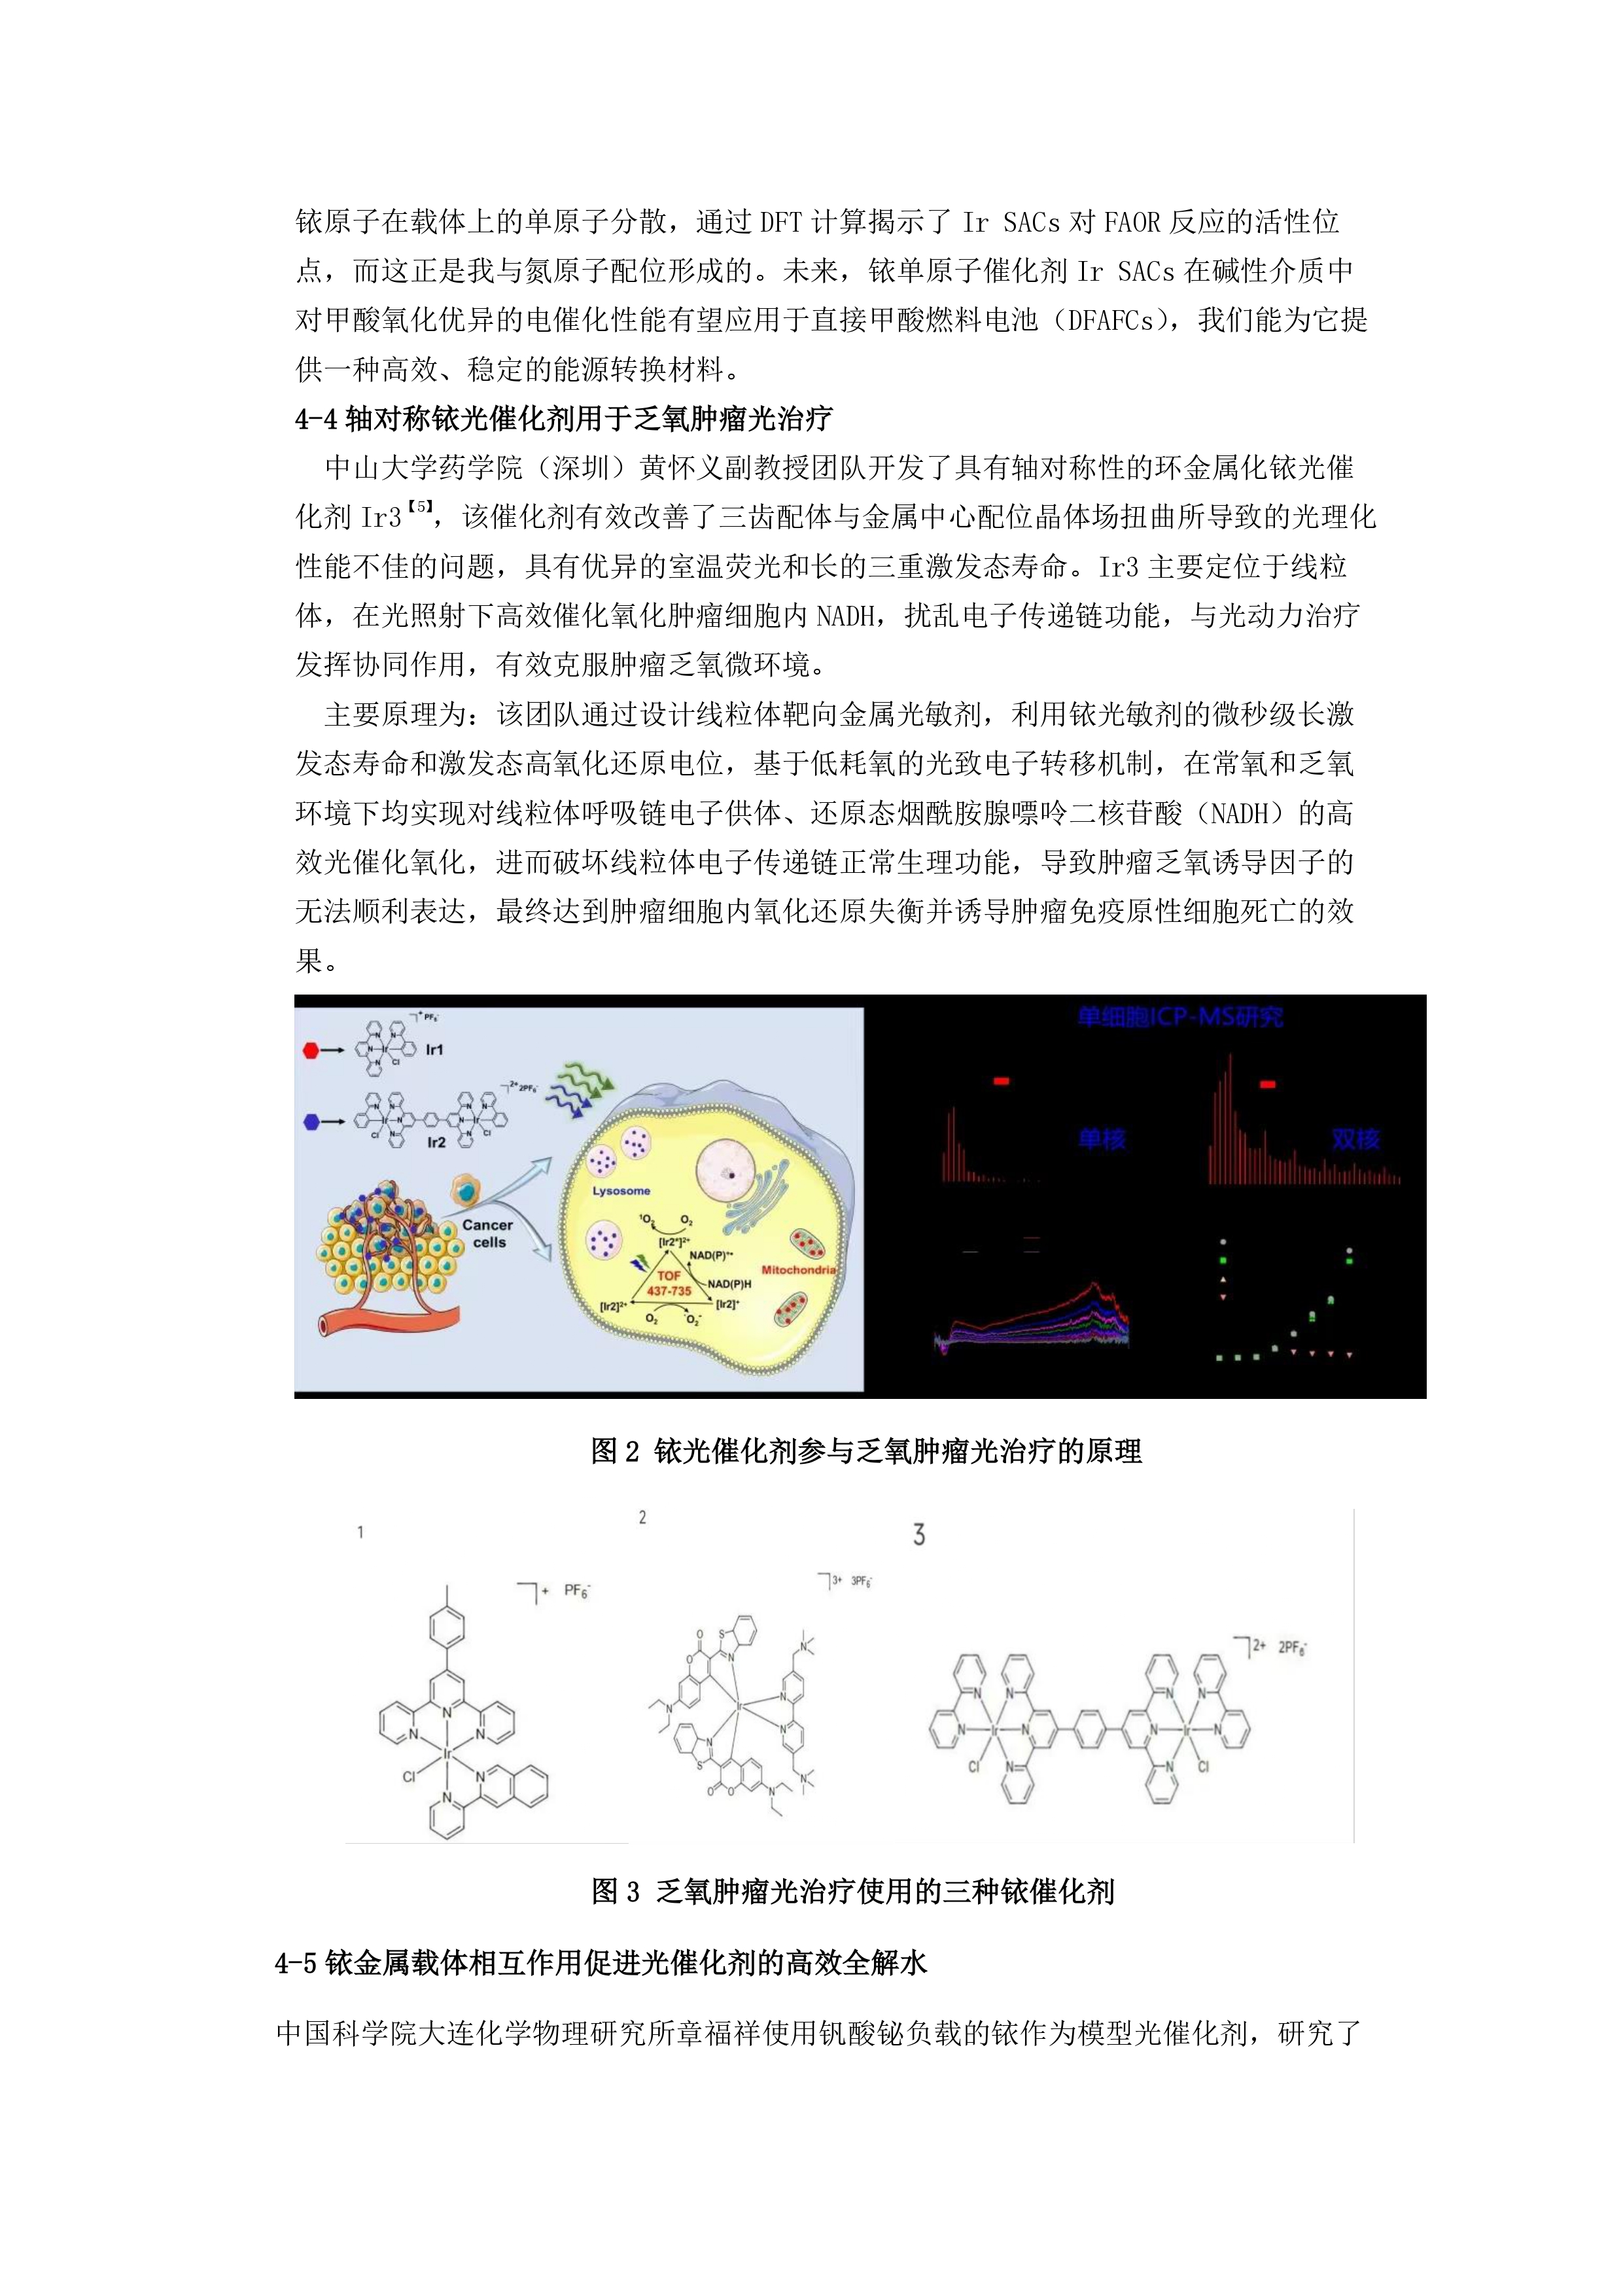 铱原子在载体上的单原子分散，通过 DFT 计算揭示了 Ir SACs 对 FAOR 反应的活性位
点，而这正是我与氮原子配位形成的。未来，铱单原子催化剂 Ir SACs 在碱性介质中
对甲酸氧化优异的电催化性能有望应用于直接甲酸燃料电池（DFAFCs），我们能为它提
供一种高效、稳定的能源转换材料。
4-4 轴对称铱光催化剂用于乏氧肿瘤光治疗
中山大学药学院（深圳）黄怀义副教授团队开发了具有轴对称性的环金属化铱光催
化剂 Ir3【5】，该催化剂有效改善了三齿配体与金属中心配位晶体场扭曲所导致的光理化
性能不佳的问题，具有优异的室温荧光和长的三重激发态寿命。Ir3 主要定位于线粒
体，在光照射下高效催化氧化肿瘤细胞内 NADH，扰乱电子传递链功能，与光动力治疗
发挥协同作用，有效克服肿瘤乏氧微环境。
主要原理为：该团队通过设计线粒体靶向金属光敏剂，利用铱光敏剂的微秒级长激
发态寿命和激发态高氧化还原电位，基于低耗氧的光致电子转移机制，在常氧和乏氧
环境下均实现对线粒体呼吸链电子供体、还原态烟酰胺腺嘌呤二核苷酸（NADH）的高
效光催化氧化，进而破坏线粒体电子传递链正常生理功能，导致肿瘤乏氧诱导因子的
无法顺利表达，最终达到肿瘤细胞内氧化还原失衡并诱导肿瘤免疫原性细胞死亡的效
果。
+ PF6-
Ir1
2+ 2PF6-
Ir2
Cancer
cells
Lysosome
1O2 O2
[Ir2*]2+
NAD(P)•+
TOF
437-735
NAD(P)H
[Ir2]2+
[Ir2]+
O2
•O2-
Mitochondria
单细胞ICP-MS研究
单核
双核
图 2 铱光催化剂参与乏氧肿瘤光治疗的原理
1
2
3
+ PF6-
3+ 3PF6-
2+ 2PF6-
图 3 乏氧肿瘤光治疗使用的三种铱催化剂
4-5 铱金属载体相互作用促进光催化剂的高效全解水
中国科学院大连化学物理研究所章福祥使用钒酸铋负载的铱作为模型光催化剂，研究了